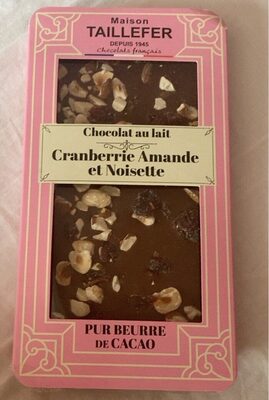 Maison
TAILLEFER
DEPUIS 1945
Chocolats français
Chocolat au lait
Cranberrie Amande
et Noisette
PUR BEURRE
DE CACAO